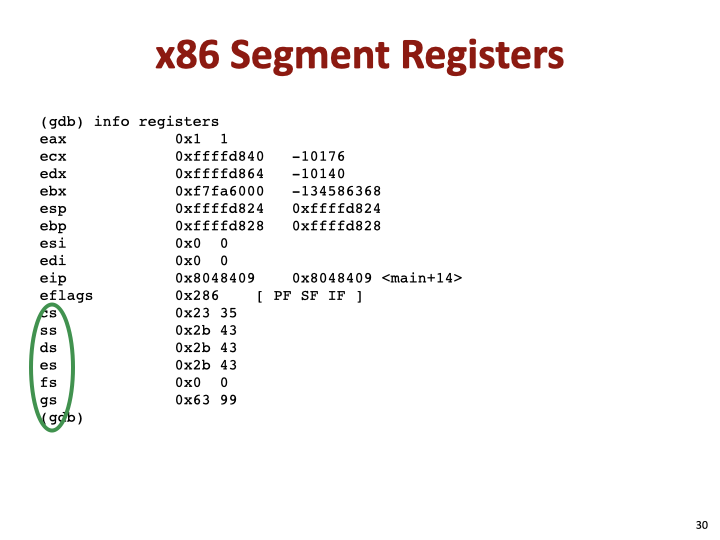 x86 Segment Registers
(gdb) info registers
eax 0x1 1
ecx 0xffffd840 -10176
edx 0xffffd864 -10140
ebx 0xf7fa6000 -134586368
esp 0xffffd824 0xffffd824
ebp 0xffffd828 0xffffd828
esi 0x0 0
edi 0x0 0
eip 0x8048409 0x8048409 <main+14>
eflags 0x286 [ PF SF IF ]
cs 0x23 35
ss 0x2b 43
ds 0x2b 43
es 0x2b 43
fs 0x0 0
gs 0x63 99
(gdb)
30